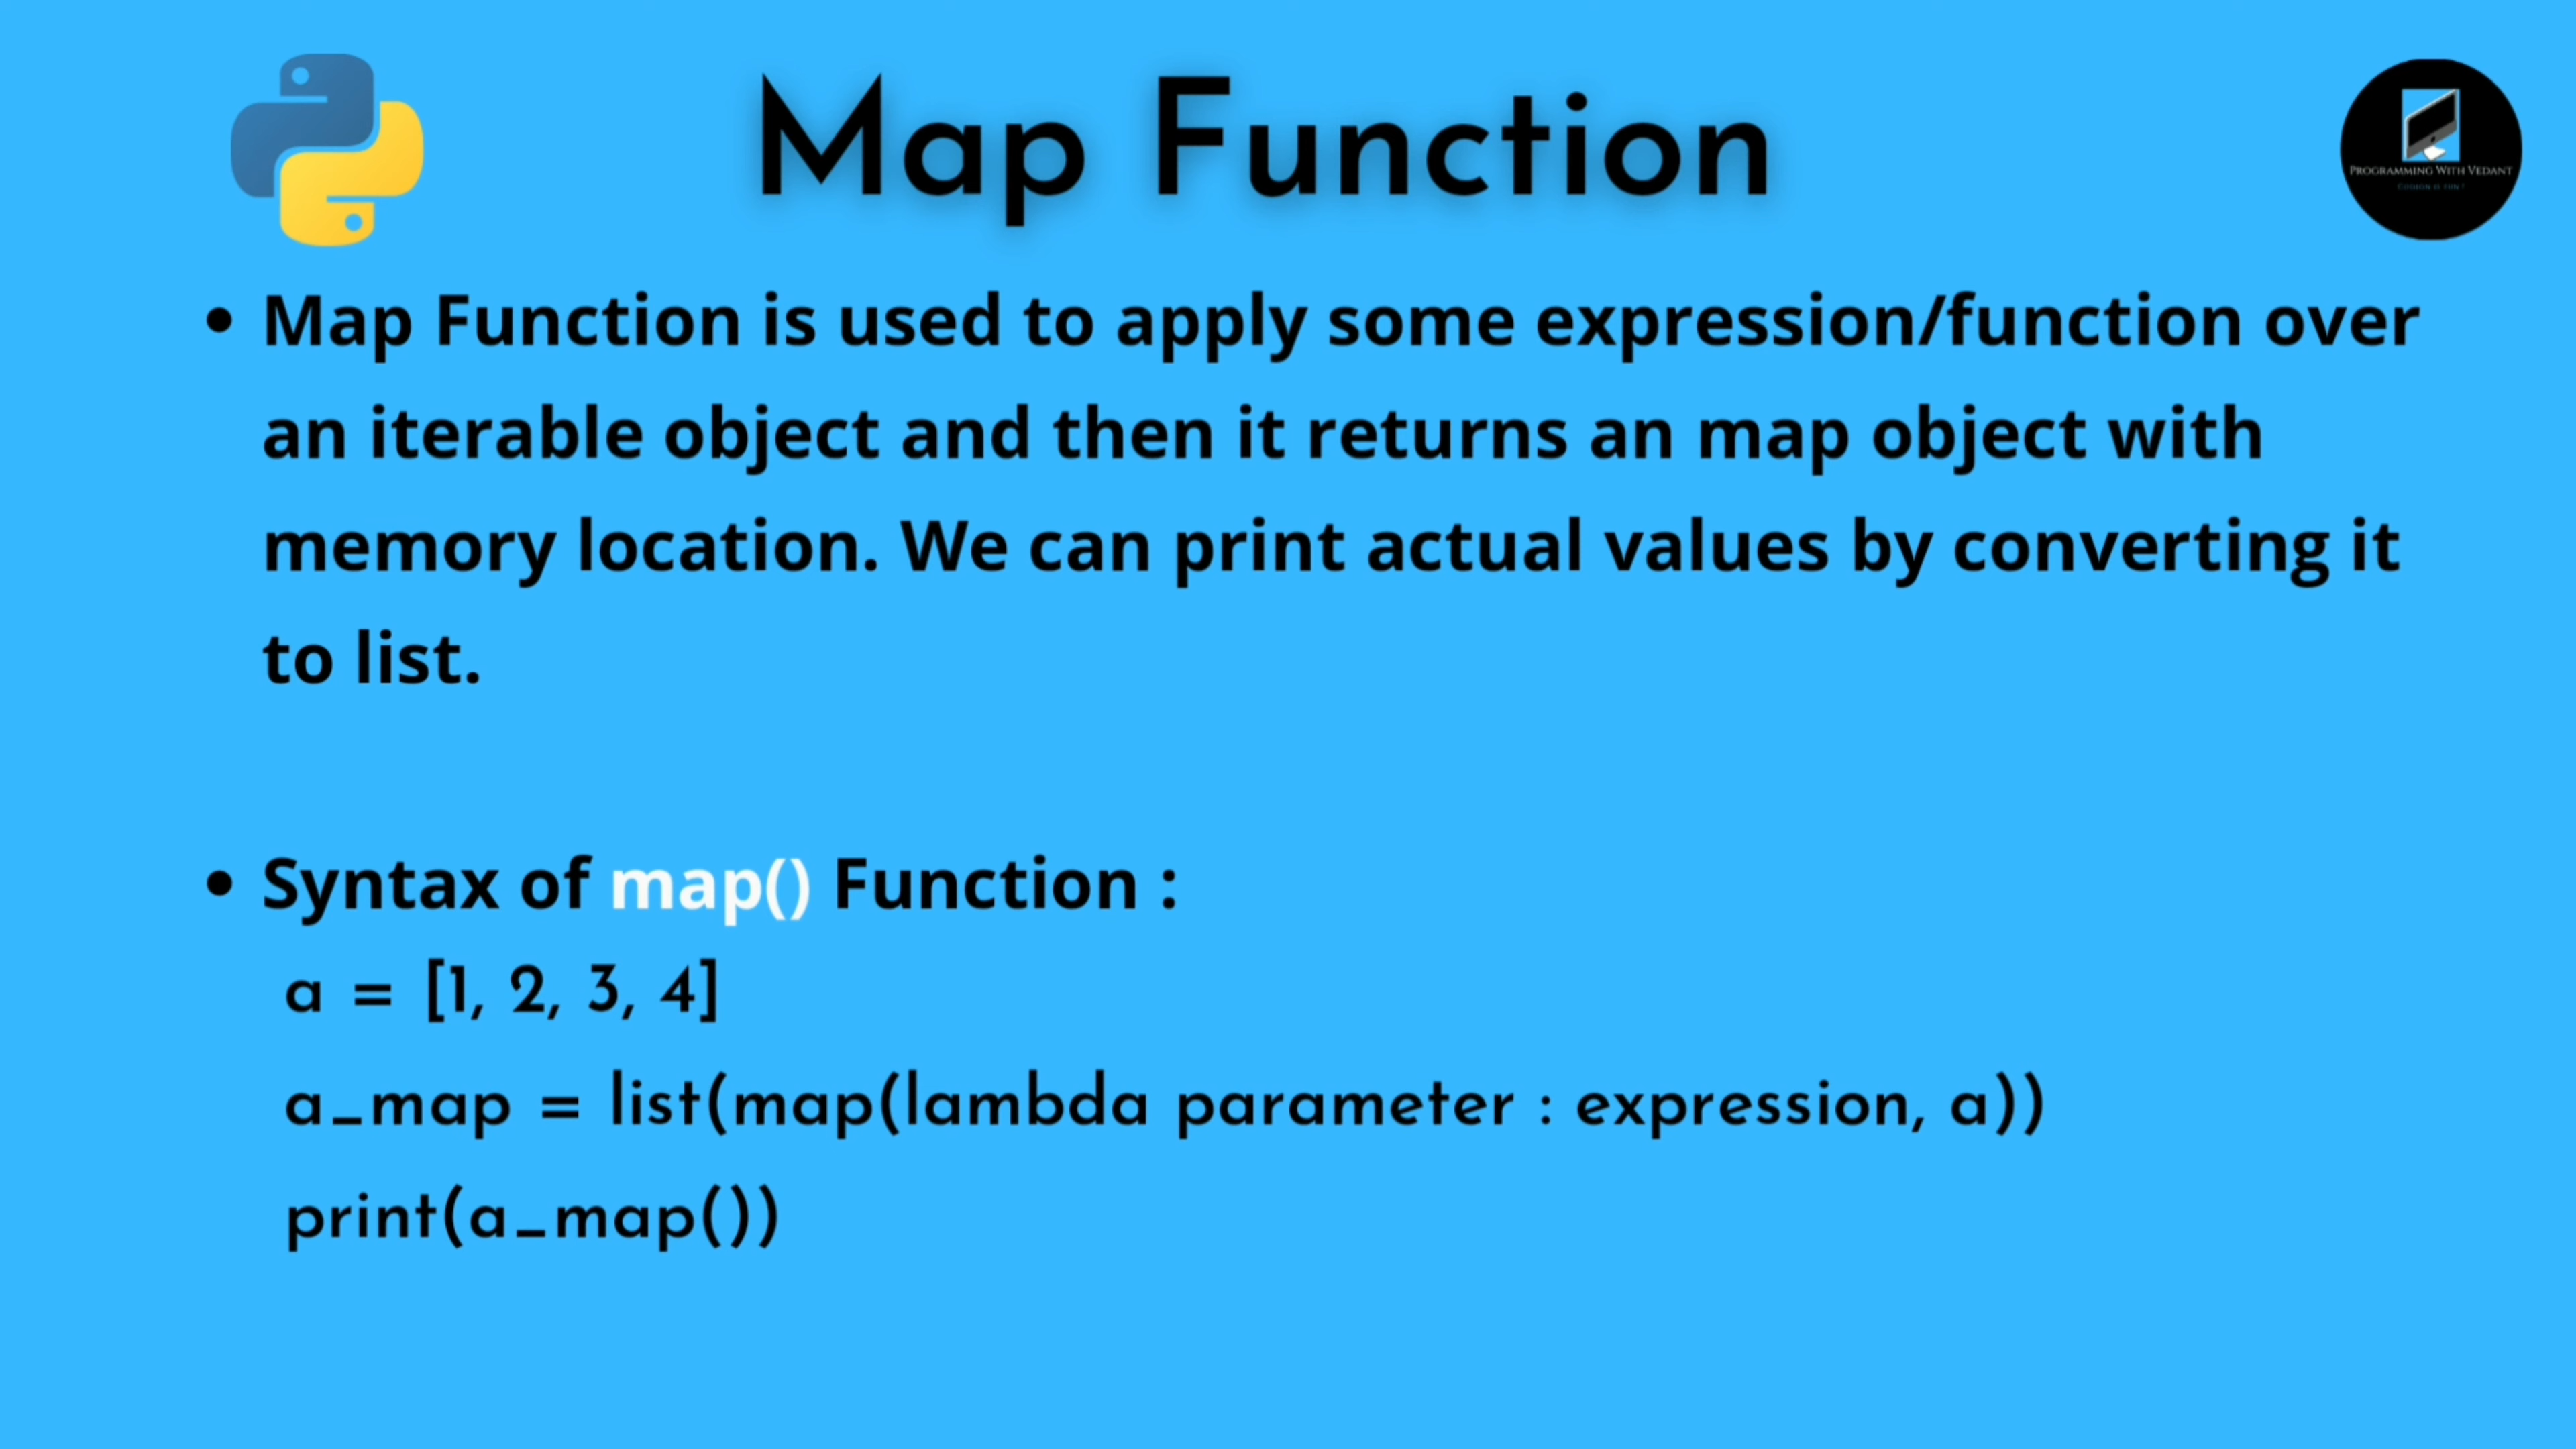 Map Function
PROGRAMMING WITH VEDANT
• Map Function is used to apply some expression/function over
an iterable object and then it returns an map object with
memory location. We can print actual values by converting it
to list.
• Syntax of map() Function :
a = [1, 2, 3, 4]
a_map = list(map(lambda parameter : expression, a))
print(a_map())